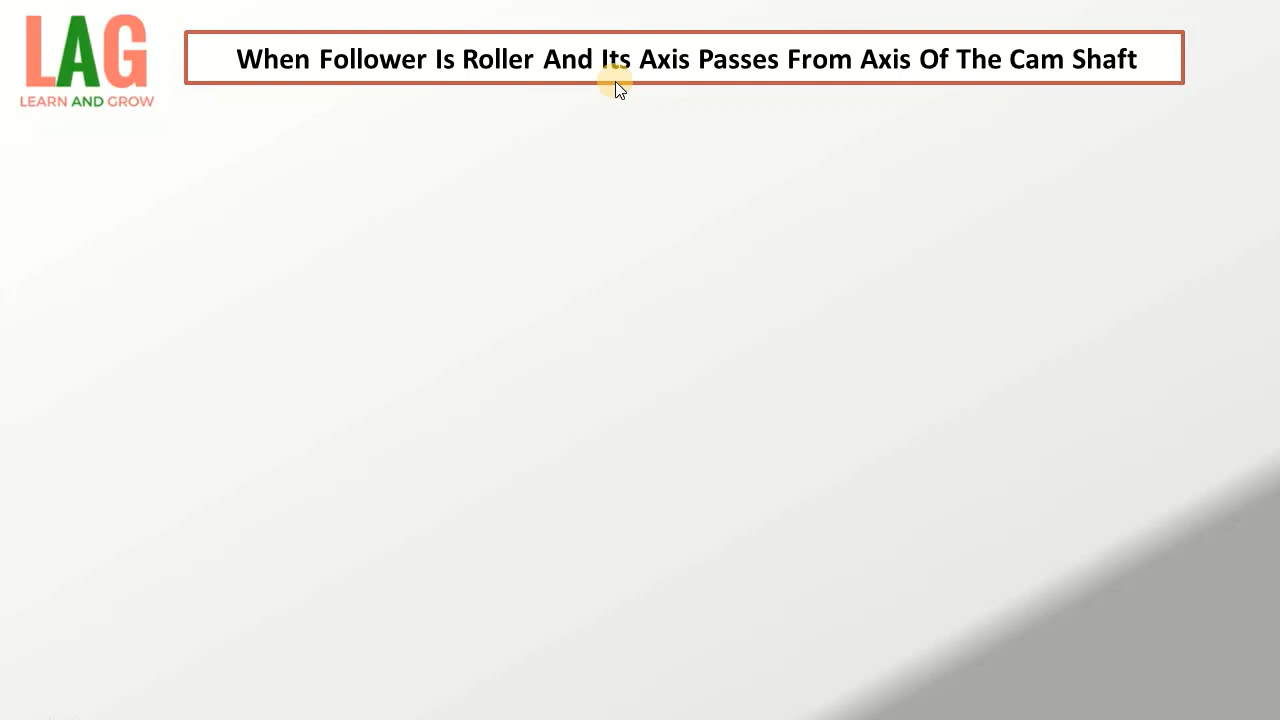 LAG
LEARN AND GROW
When Follower Is Roller And Its Axis Passes From Axis Of The Cam Shaft